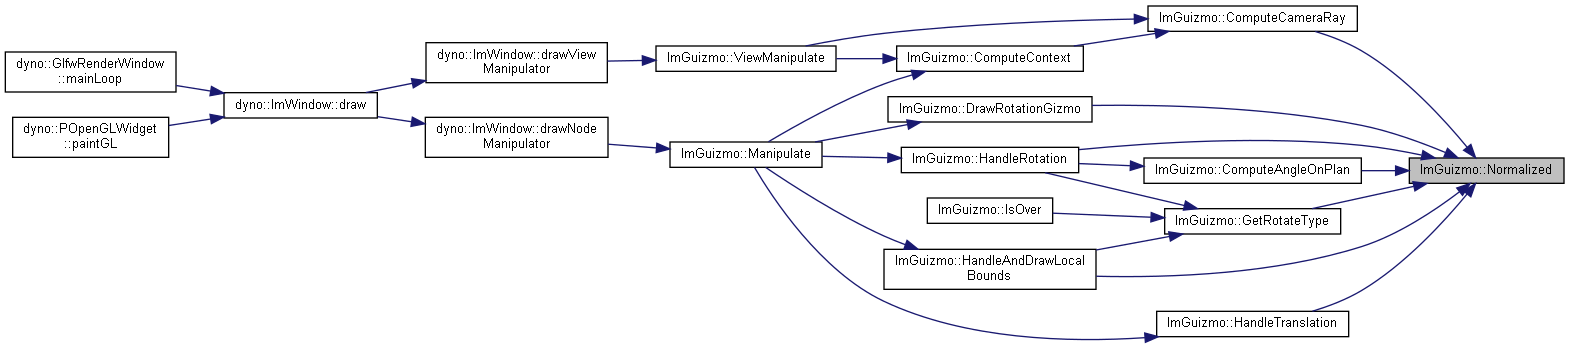 dyno::GlfwRenderWindow
::mainLoop
dyno::POpenGLWidget
::paintGL
dyno::ImWindow::draw
dyno::ImWindow::drawView
Manipulator
dyno::ImWindow::drawNode
Manipulator
ImGuizmo::ViewManipulate
ImGuizmo::Manipulate
ImGuizmo::ComputeCameraRay
ImGuizmo::ComputeContext
ImGuizmo::DrawRotationGizmo
ImGuizmo::HandleRotation
ImGuizmo::ComputeAngleOnPlan
ImGuizmo::IsOver
ImGuizmo::GetRotateType
ImGuizmo::HandleAndDrawLocal
Bounds
ImGuizmo::HandleTranslation
ImGuizmo::Normalized